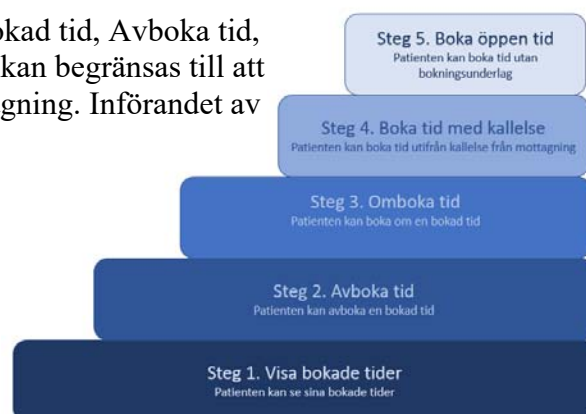 okad tid, Avboka tid,
kan begränsas till att
gning. Införandet av
Steg 5. Boka öppen tid
Patienten kan boka tid utan
bokningsunderlag
Steg 4. Boka tid med kallelse
Patienten kan boka tid utifrån kallelse från mottagning
Steg 3. Omboka tid
Patienten kan boka om en bokad tid
Steg 2. Avboka tid
Patienten kan avboka en bokad tid
Steg 1. Visa bokade tider
Patienten kan se sina bokade tider